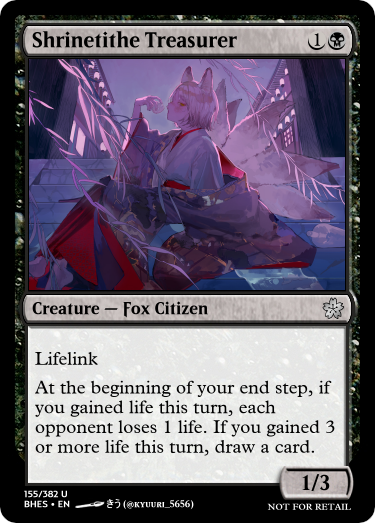 Shrinetithe Treasurer 1
Creature — Fox Citizen
Lifelink
At the beginning of your end step, if
you gained life this turn, each
opponent loses 1 life. If you gained 3
or more life this turn, draw a card.
1/3
155/382 U
BHES • EN きう (@KYUURI_5656)
NOT FOR RETAIL